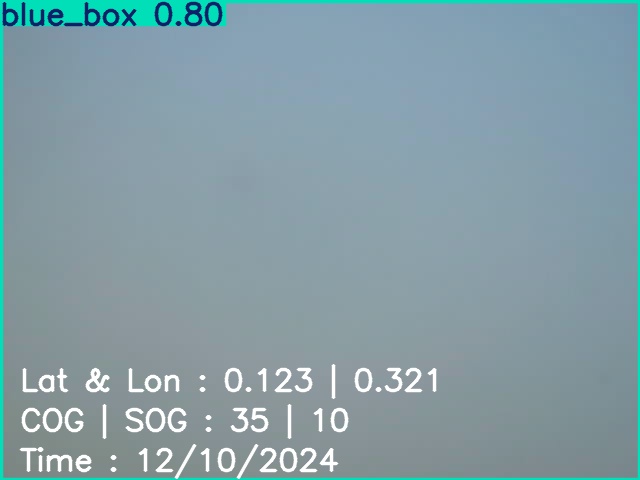 blue_box 0.80
Lat & Lon : 0.123 | 0.321
COG | SOG : 35 | 10
Time : 12/10/2024